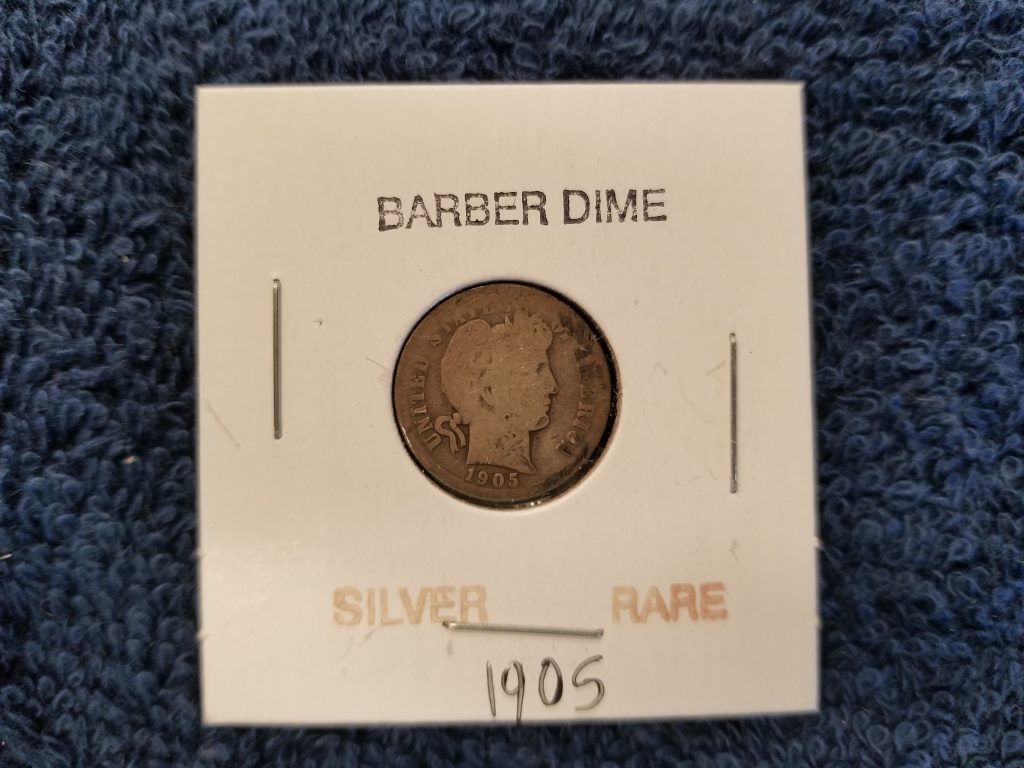 BARBER DIME
UNITED STATES OF AMERICA
1905
SILVER RARE
1905